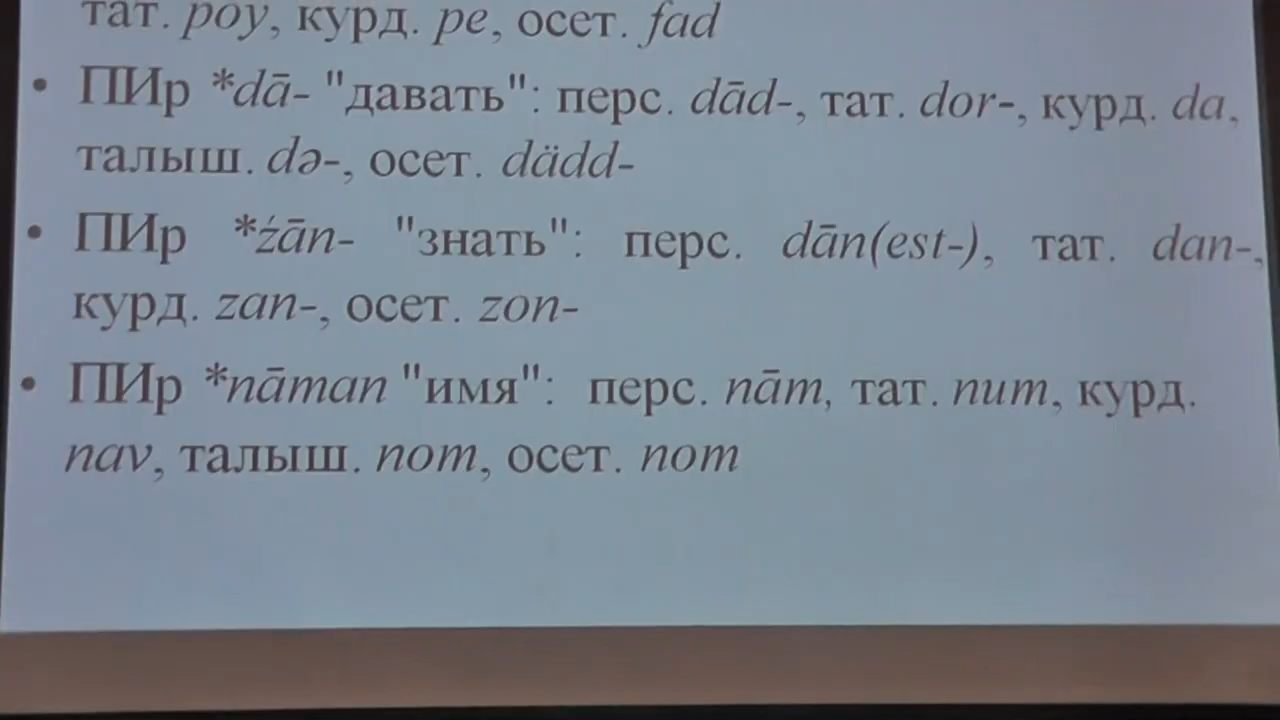 тат. poy, курд. pe, осет. fad
• ПИр *dā- "давать": перс. dād-, тат. dor-, курд. da,
талыш. də-, осет. dädd-
• ПИр *źān- "знать": перс. dān(est-), тат. dan-,
курд. zan-, осет. zon-
• ПИр *nāman "имя": перс. nām, тат. num, курд.
nav, талыш. nom, осет. nom